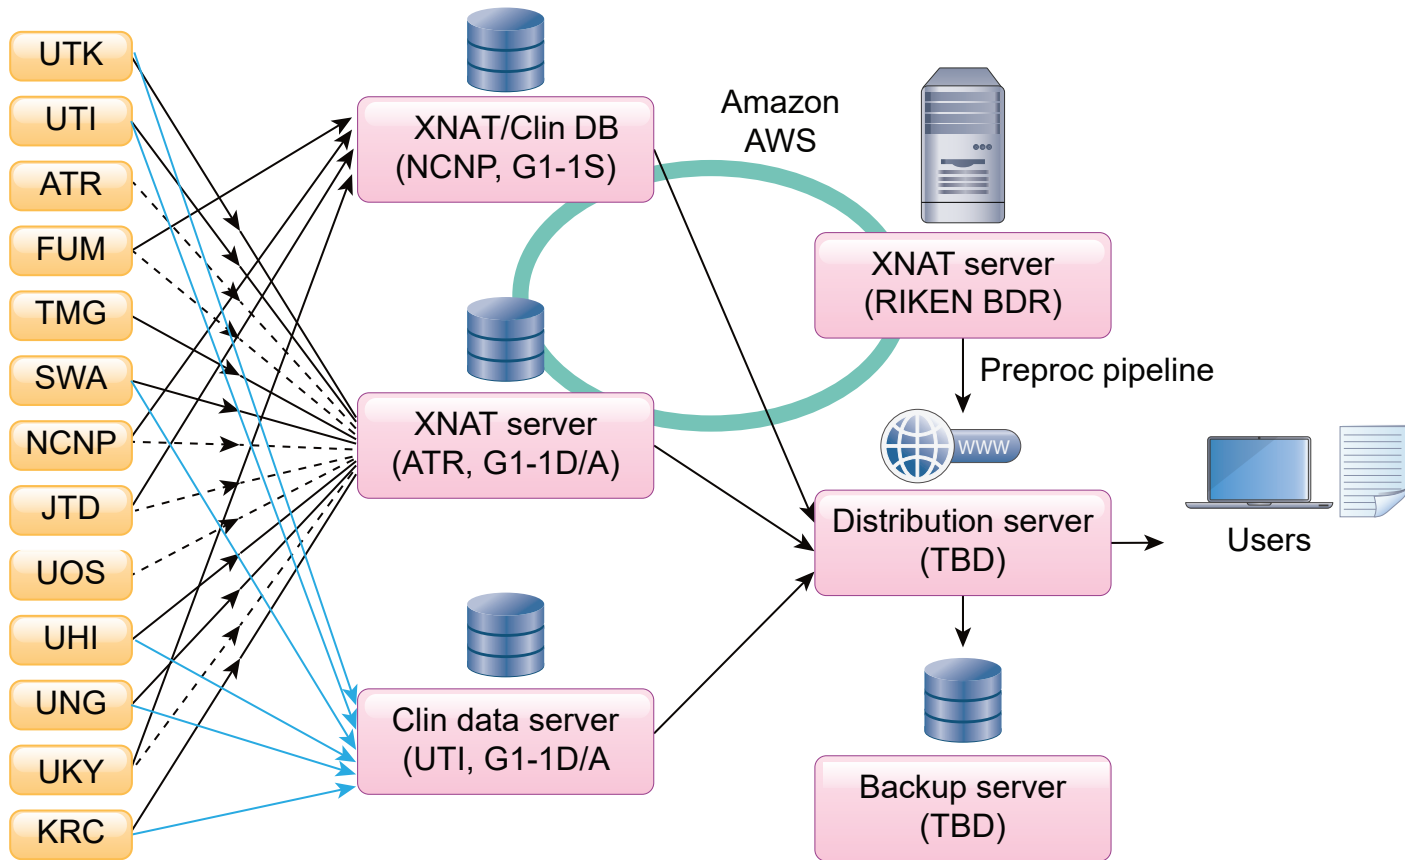 UTK
UTI
ATR
FUM
TMG
SWA
NCNP
JTD
UOS
UHI
UNG
UKY
KRC
XNAT/Clin DB
(NCNP, G1-1S)
XNAT server
(ATR, G1-1D/A)
Clin data server
(UTI, G1-1D/A
Amazon
AWS
XNAT server
(RIKEN BDR)
Preproc pipeline
WWW
Distribution server
(TBD)
Backup server
(TBD)
Users